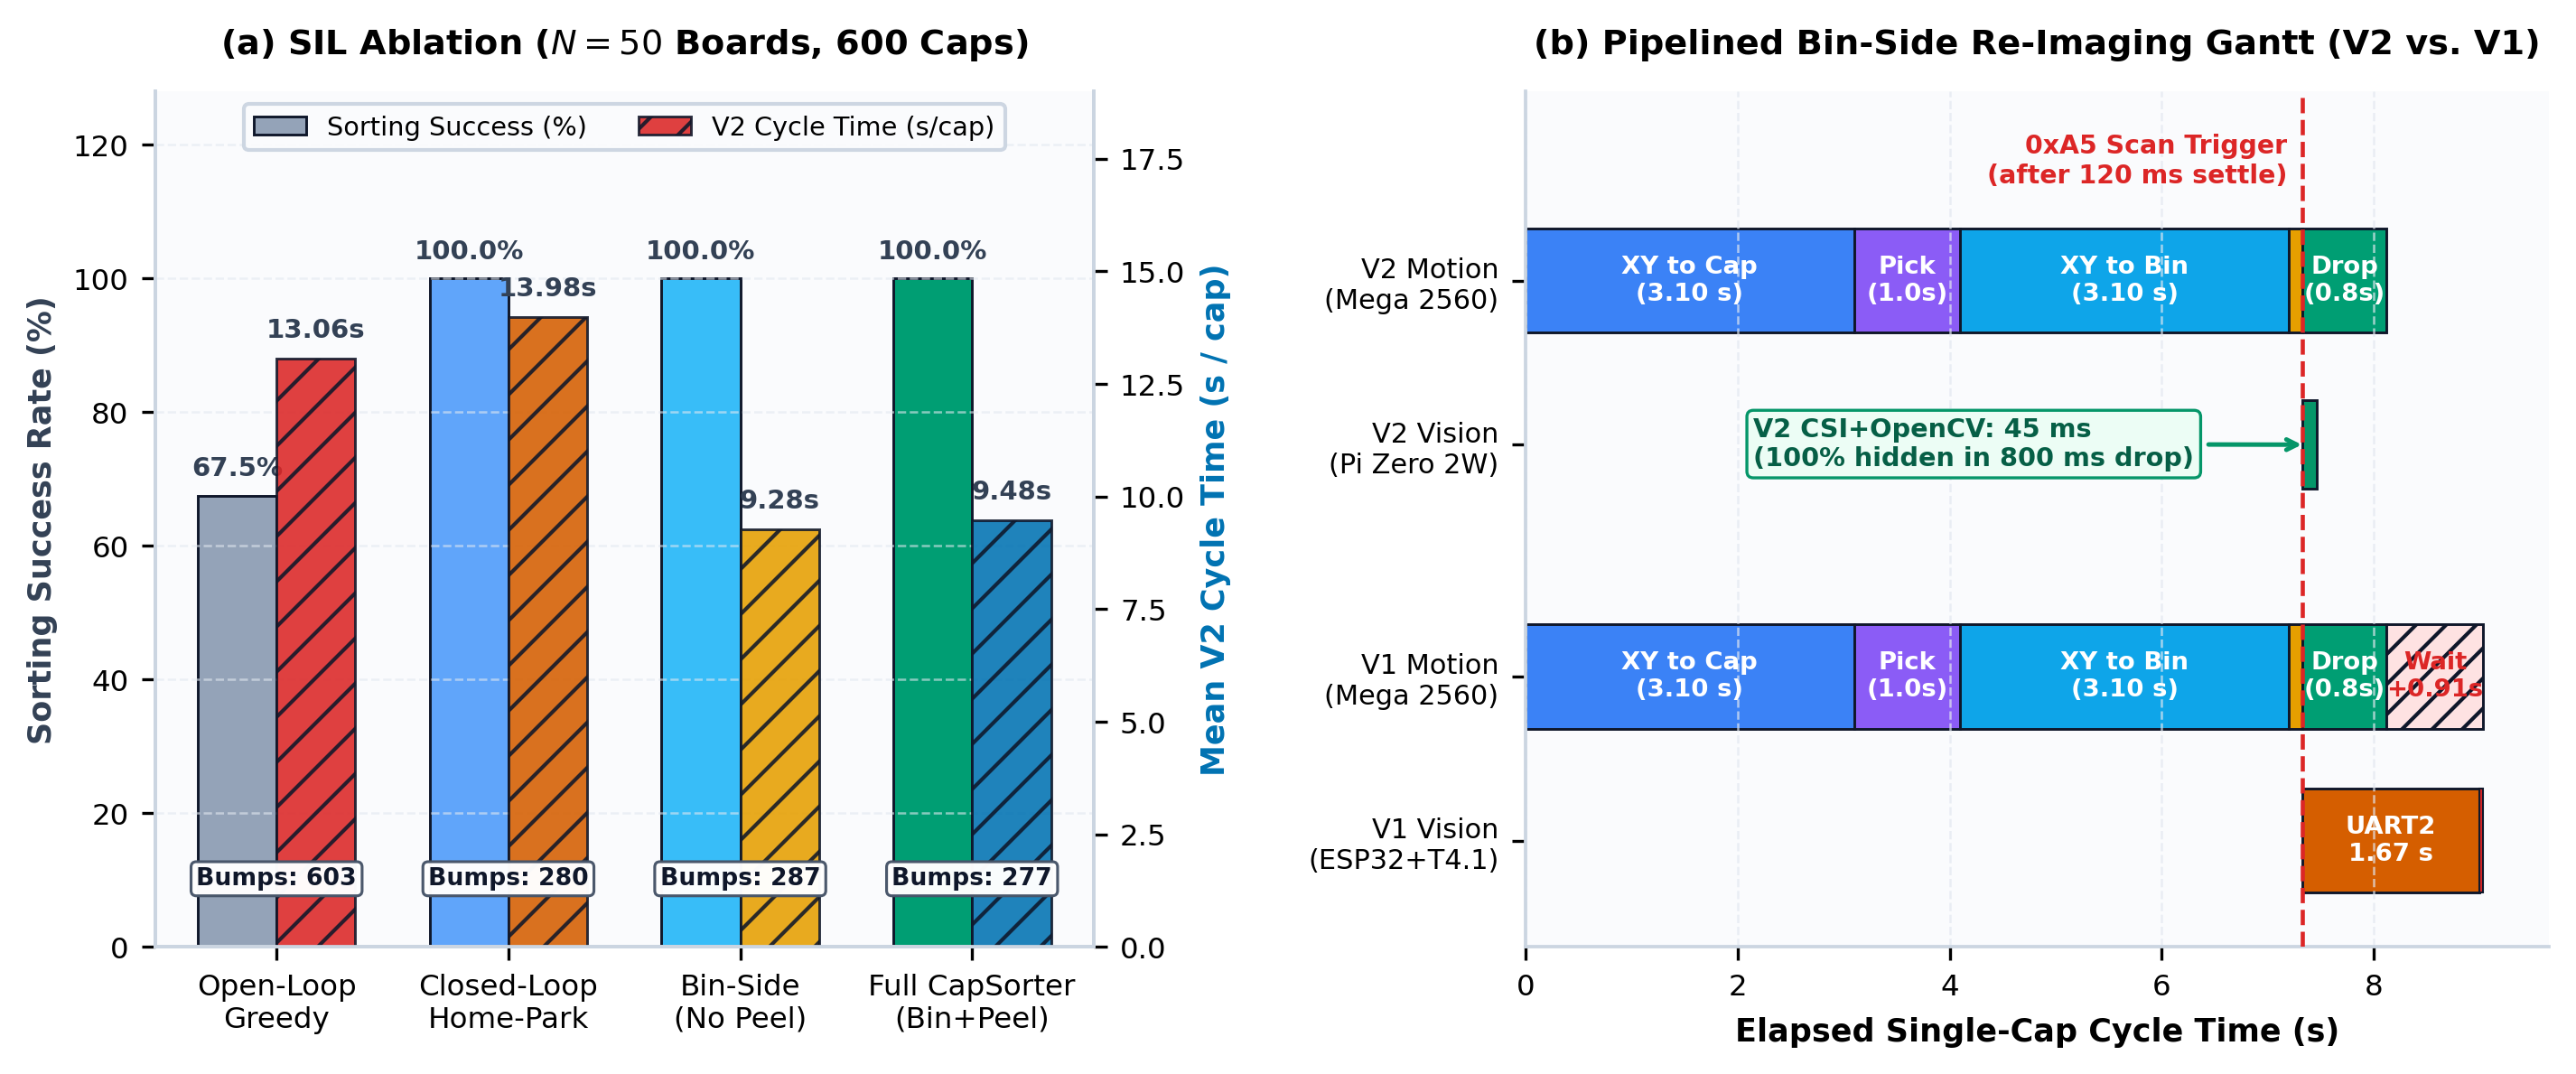 (a) SIL Ablation (N = 50 Boards, 600 Caps)
Sorting Success (%)
V2 Cycle Time (s/cap)
Sorting Success Rate (%)
120
100
80
60
40
20
0
67.5%
13.06s
100.0%
13.98s
100.0%
9.28s
100.0%
9.48s
Bumps: 603
Bumps: 280
Bumps: 287
Bumps: 277
Open-Loop
Greedy
Closed-Loop
Home-Park
Bin-Side
(No Peel)
Full CapSorter
(Bin+Peel)
17.5
15.0
12.5
10.0
7.5
5.0
2.5
0.0
Mean V2 Cycle Time (s / cap)
(b) Pipelined Bin-Side Re-Imaging Gantt (V2 vs. V1)
0xA5 Scan Trigger
(after 120 ms settle)
V2 Motion
(Mega 2560)
XY to Cap
(3.10 s)
Pick
(1.0s)
XY to Bin
(3.10 s)
Drop
(0.8s)
V2 Vision
(Pi Zero 2W)
V2 CSI+OpenCV: 45 ms
(100% hidden in 800 ms drop)
V1 Motion
(Mega 2560)
XY to Cap
(3.10 s)
Pick
(1.0s)
XY to Bin
(3.10 s)
Drop
(0.8s)
Wait
+0.91s
V1 Vision
(ESP32+T4.1)
UART2
1.67 s
0
2
4
6
8
Elapsed Single-Cap Cycle Time (s)